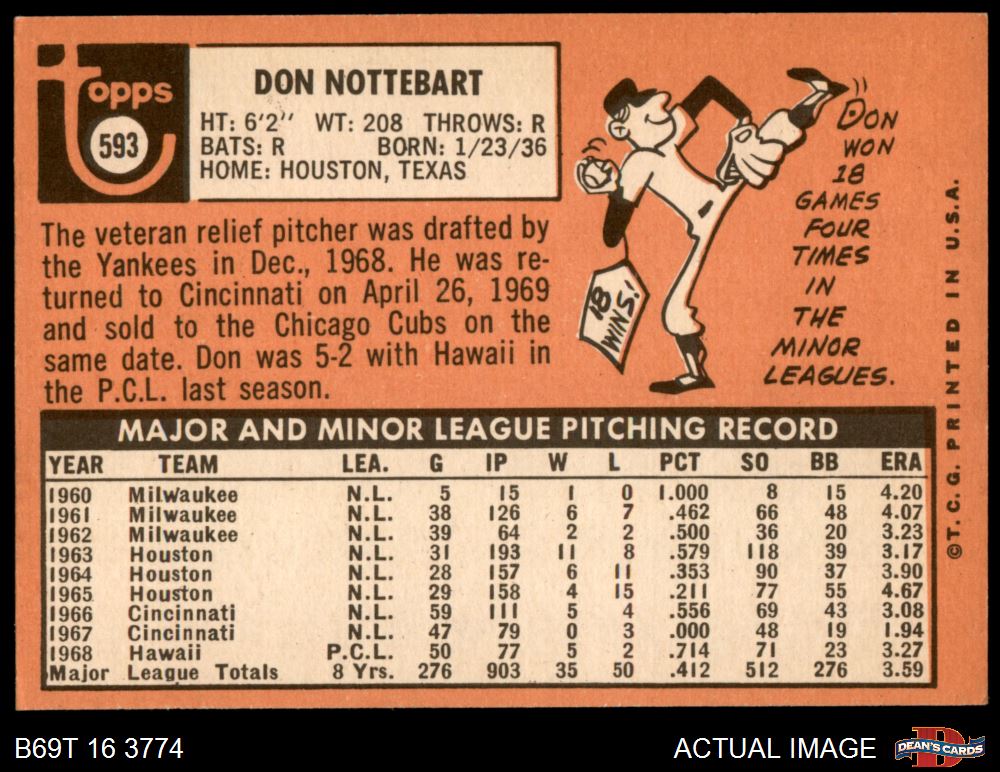 topps
593
DON NOTTEBART
HT: 6'2" WT: 208 THROWS: R
BATS: R BORN: 1/23/36
HOME: HOUSTON, TEXAS
The veteran relief pitcher was drafted by
the Yankees in Dec., 1968. He was re-
turned to Cincinnati on April 26, 1969
and sold to the Chicago Cubs on the
same date. Don was 5-2 with Hawaii in
the P.C.L. last season.
18
WINS!
DON
WON
18
GAMES
FOUR
TIMES
IN
THE
MINOR
LEAGUES.
MAJOR AND MINOR LEAGUE PITCHING RECORD
YEAR TEAM LEA. G IP W L PCT SO BB ERA
1960 Milwaukee N.L. 5 15 1 0 1.000 8 15 4.20
1961 Milwaukee N.L. 38 126 6 7 .462 66 48 4.07
1962 Milwaukee N.L. 39 64 2 2 .500 36 20 3.23
1963 Houston N.L. 31 193 11 8 .579 118 39 3.17
1964 Houston N.L. 28 157 6 11 .353 90 37 3.90
1965 Houston N.L. 29 158 4 15 .211 77 55 4.67
1966 Cincinnati N.L. 59 111 5 4 .556 69 43 3.08
1967 Cincinnati N.L. 47 79 0 3 .000 48 19 1.94
1968 Hawaii P.C.L. 50 77 5 2 .714 71 23 3.27
Major League Totals 8 Yrs. 276 903 35 50 .412 512 276 3.59
©T.C.G. PRINTED IN U.S.A.
B69T 16 3774
ACTUAL IMAGE
DEAN'S CARDS